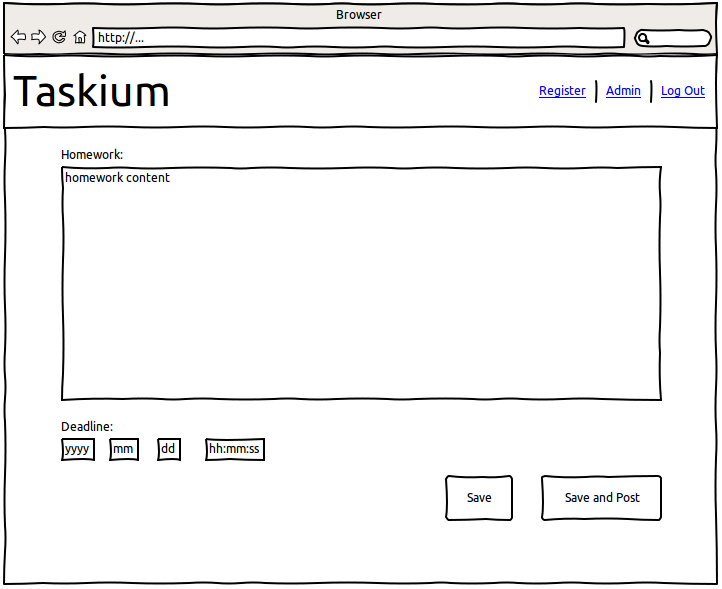 Browser
http://...
Taskium
Register | Admin | Log Out
Homework:
homework content
Deadline:
yyyy mm dd hh:mm:ss
Save Save and Post